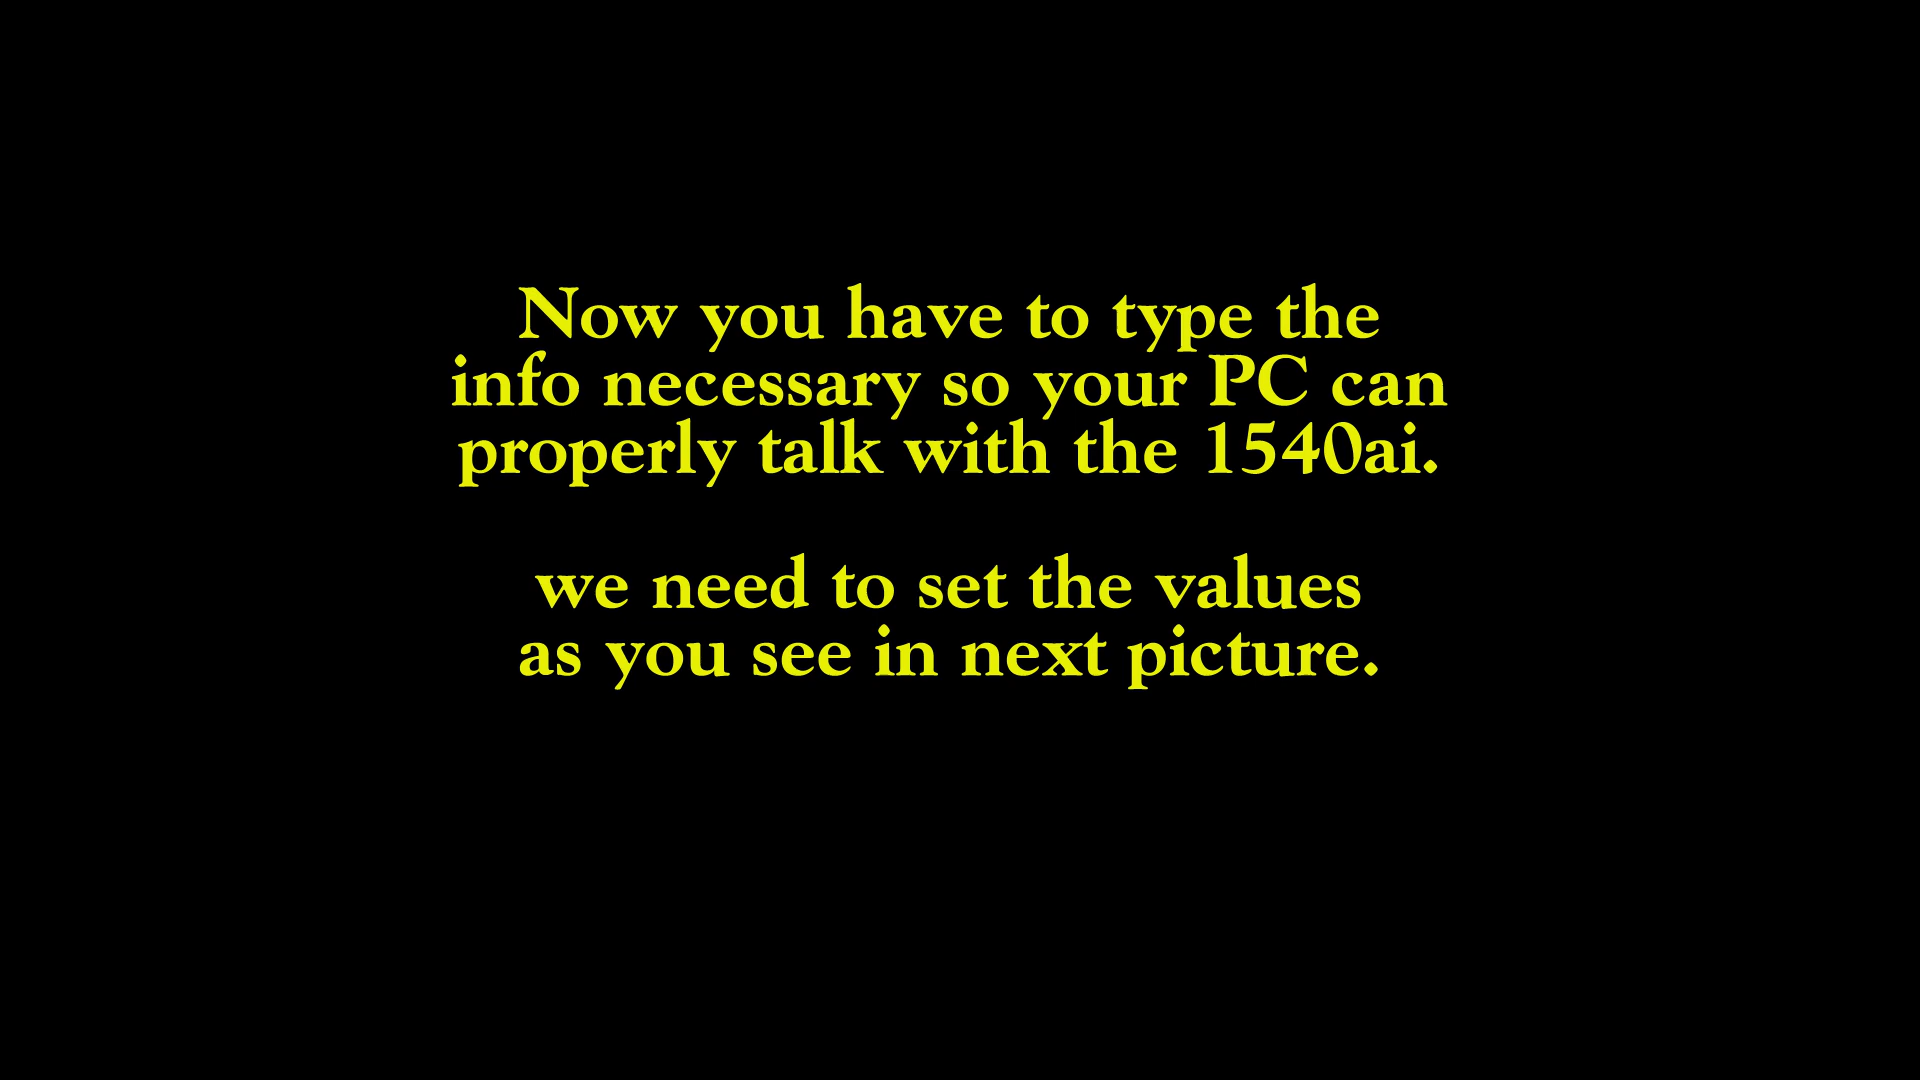 Now you have to type the
info necessary so your PC can
properly talk with the 1540ai.
we need to set the values
as you see in next picture.